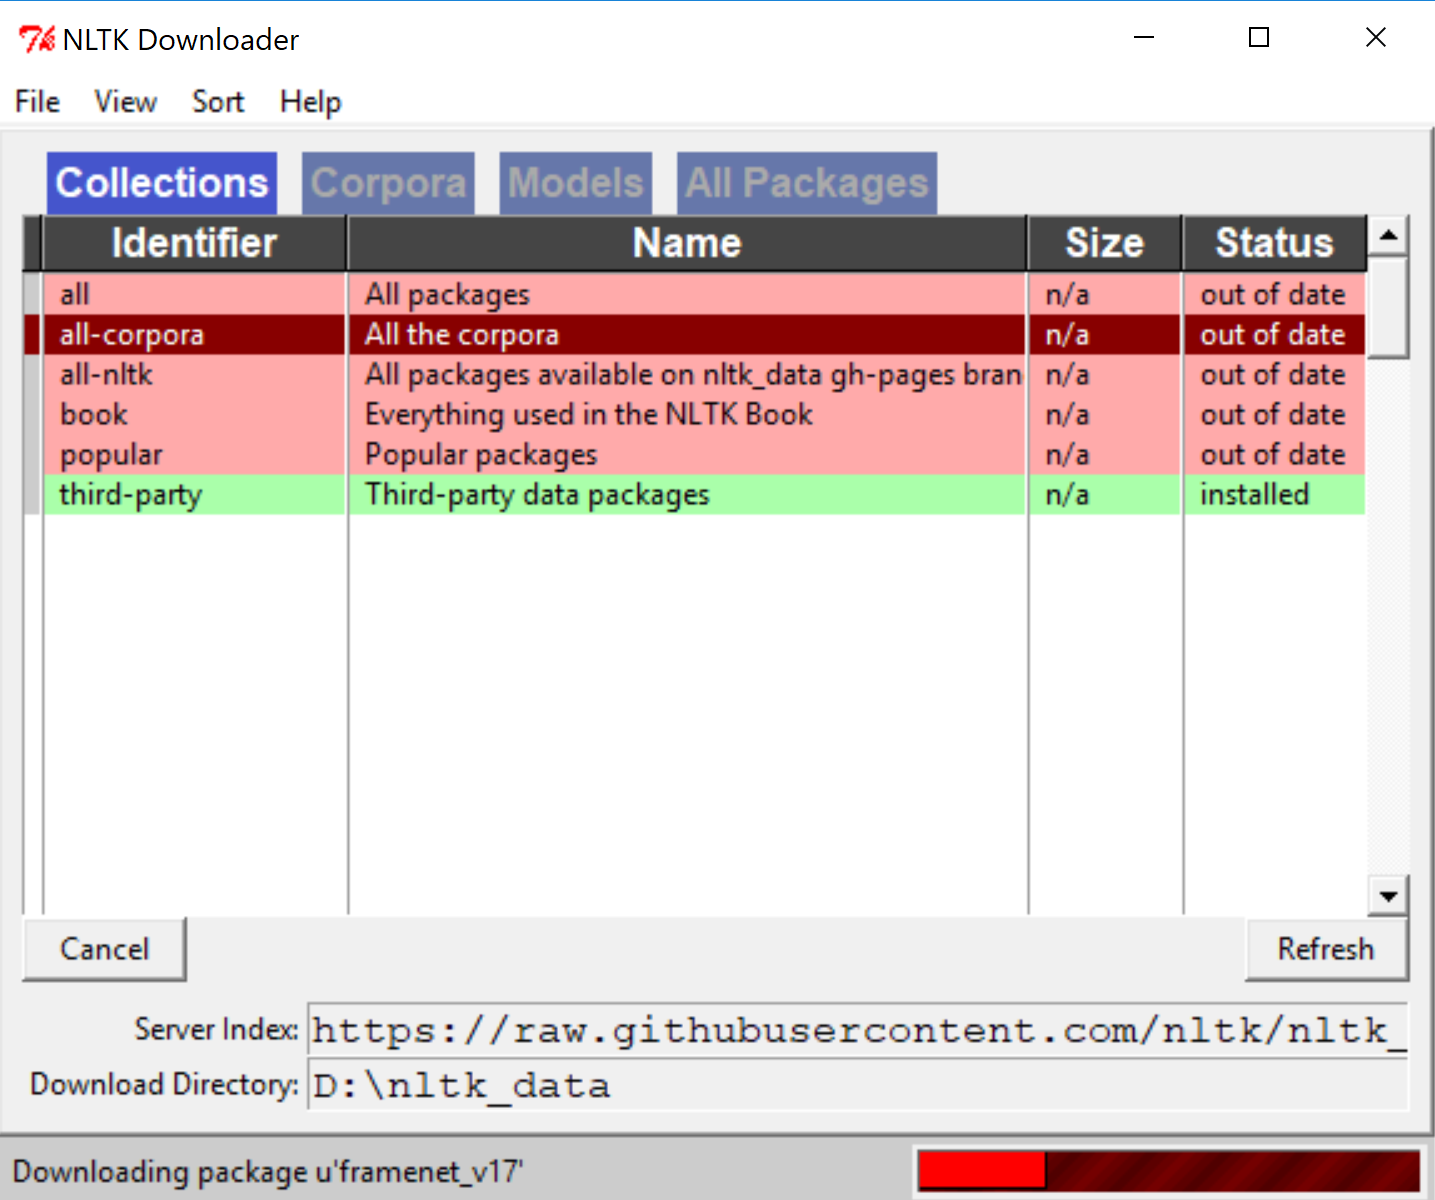 NLTK Downloader
File View Sort Help
Collections Corpora Models All Packages
Identifier Name Size Status
all All packages n/a out of date
all-corpora All the corpora n/a out of date
all-nltk All packages available on nltk_data gh-pages bran n/a out of date
book Everything used in the NLTK Book n/a out of date
popular Popular packages n/a out of date
third-party Third-party data packages n/a installed
Cancel Refresh
Server Index: https://raw.githubusercontent.com/nltk/nltk_
Download Directory: D:\nltk_data
Downloading package u'framenet_v17'